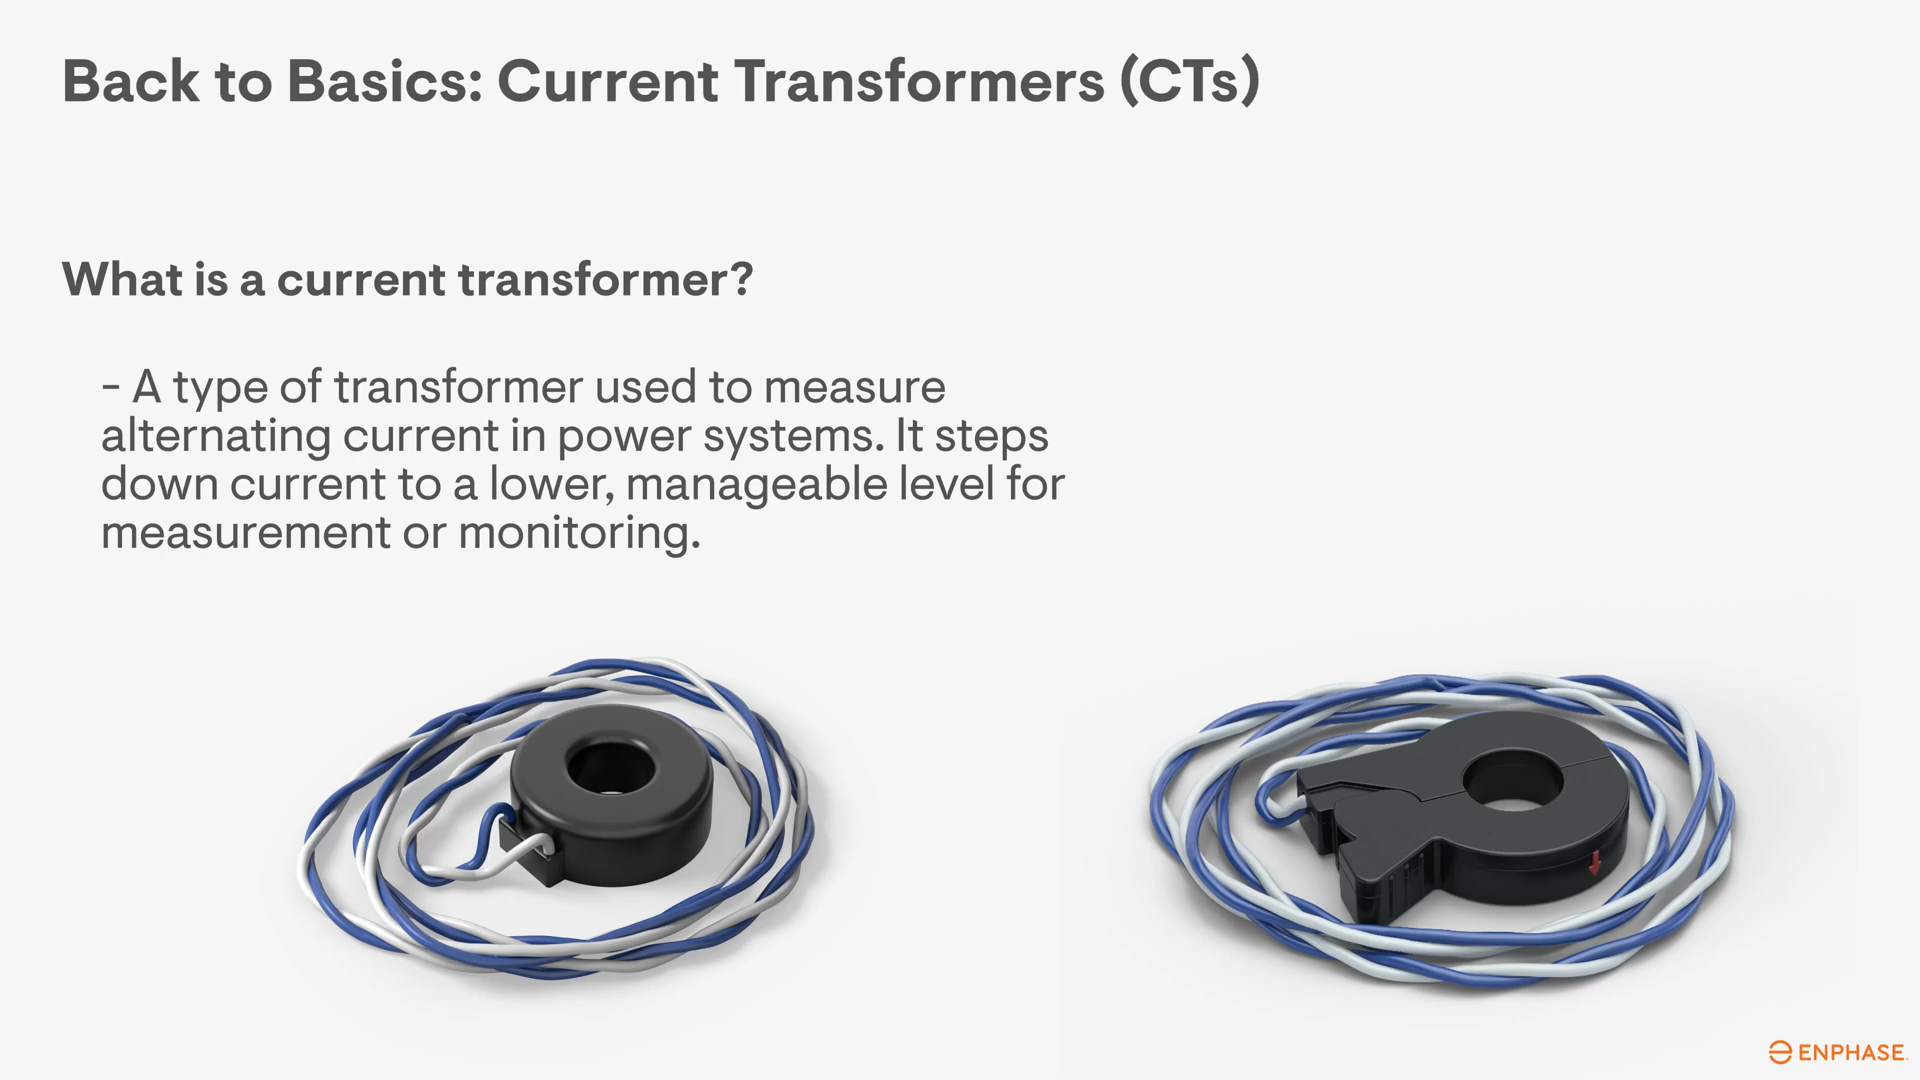 Back to Basics: Current Transformers (CTs)
What is a current transformer?
- A type of transformer used to measure
alternating current in power systems. It steps
down current to a lower, manageable level for
measurement or monitoring.
ENPHASE.